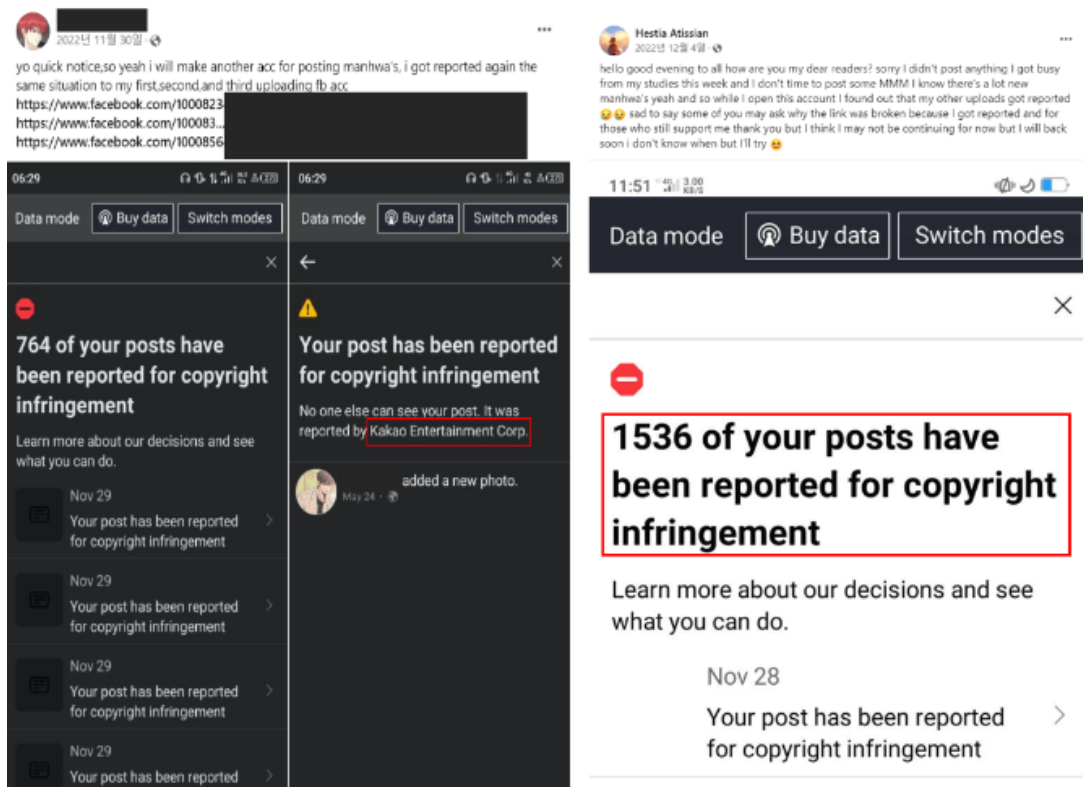 2022년 11월 30일 ·
yo quick notice,so yeah i will make another acc for posting manhwa's, i got reported again the
same situation to my first,second,and third uploading fb acc
https://www.facebook.com/1000823
https://www.facebook.com/100083...
https://www.facebook.com/1000856
06:29
Data mode
Buy data
Switch modes
764 of your posts have
been reported for copyright
infringement
Learn more about our decisions and see
what you can do.
Nov 29
Your post has been reported
for copyright infringement
Nov 29
Your post has been reported
for copyright infringement
Nov 29
Your post has been reported
for copyright infringement
Nov 29
Your post has been reported
06:29
Data mode
Buy data
Switch modes
Your post has been reported
for copyright infringement
No one else can see your post. It was
reported by Kakao Entertainment Corp.
added a new photo.
May 24 ·
Hestia Atissian
2022년 12월 4일 ·
hello good evening to all how are you my dear readers? sorry I didn't post anything I got busy
from my studies this week and I don't time to post some MMM I know there's a lot new
manhwa's yeah and so while I open this account I found out that my other uploads got reported
😥😥 sad to say some of you may ask why the link was broken because I got reported and for
those who still support me thank you but I think I may not be continuing for now but I will back
soon i don't know when but I'll try 🥺
11:51 4G 3.00
KB/S
Data mode
Buy data
Switch modes
1536 of your posts have
been reported for copyright
infringement
Learn more about our decisions and see
what you can do.
Nov 28
Your post has been reported
for copyright infringement